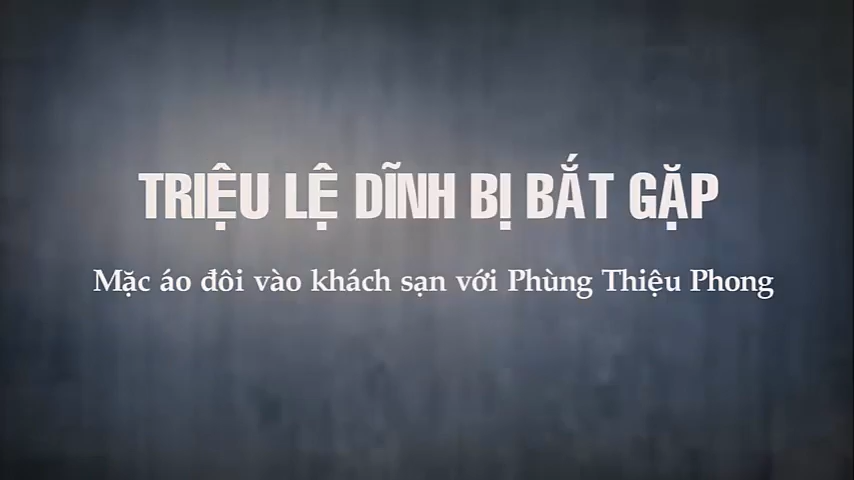 TRIỆU LỆ DĨNH BỊ BẮT GẶP
Mặc áo đôi vào khách sạn với Phùng Thiệu Phong